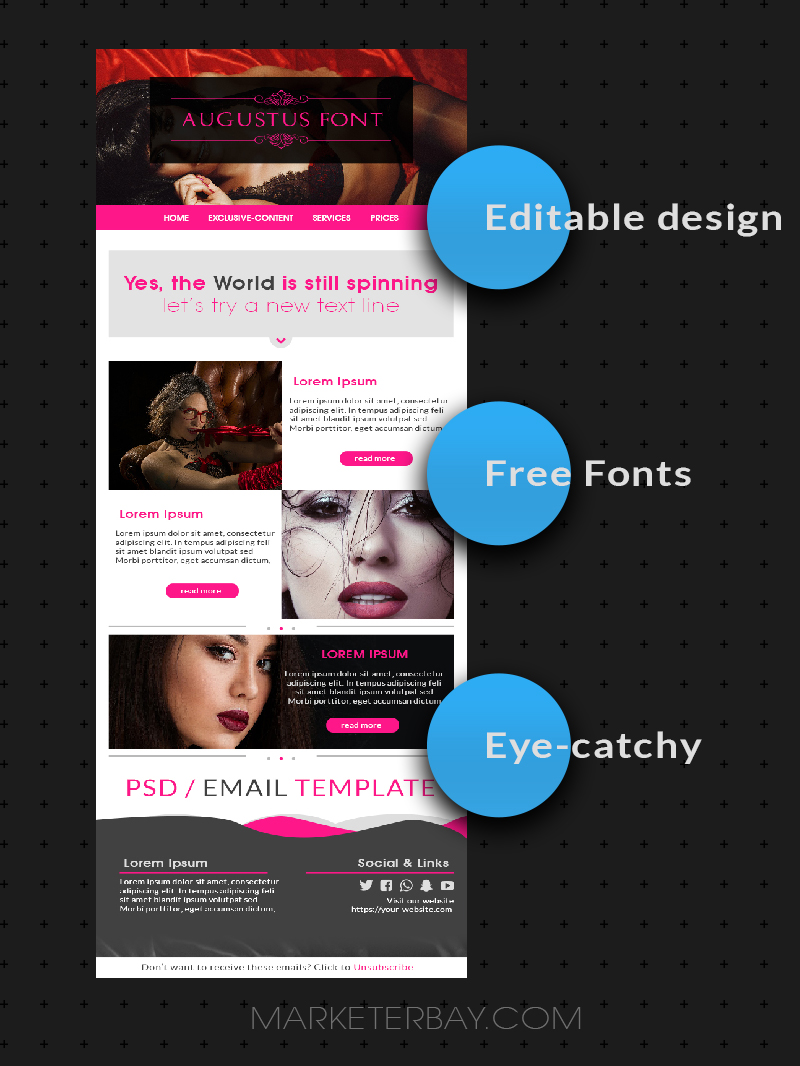 AUGUSTUS FONT
HOME EXCLUSIVE-CONTENT SERVICES PRICES
Editable design
Yes, the World is still spinning
let's try a new text line
Lorem Ipsum
Lorem ipsum dolor sit amet, consectetur
adipiscing elit. In tempus adipiscing feli
sit amet blandit ipsum volutpat sed
Morbi porttitor, eget accumsan dictum
read more
Free Fonts
Lorem Ipsum
Lorem ipsum dolor sit amet, consectetur
adipiscing elit. In tempus adipiscing feli
sit amet blandit ipsum volutpat sed
Morbi porttitor, eget accumsan dictum,
read more
LOREM IPSUM
Lorem ipsum dolor sit amet, consectetur
adipiscing elit. In tempus adipiscing feli
sit amet blandit ipsum volutpat sed
Morbi porttitor, eget accumsan dictum
read more
Eye-catchy
PSD / EMAIL TEMPLATE
Lorem Ipsum
Lorem ipsum dolor sit amet, consectetur
adipiscing elit. In tempus adipiscing feli
sit amet blandit ipsum volutpat sed
Morbi porttitor, eget accumsan dictum,
Social & Links
Visit our website
https://your-website.com
Don't want to receive these emails? Click to Unsubscribe
MARKETERBAY.COM